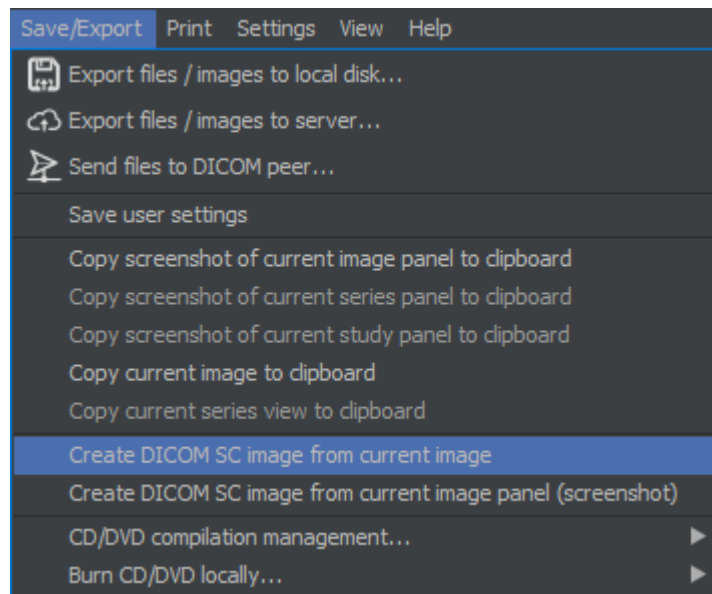 Save/Export Print Settings View Help
Export files / images to local disk...
Export files / images to server...
Send files to DICOM peer...
Save user settings
Copy screenshot of current image panel to clipboard
Copy screenshot of current series panel to clipboard
Copy screenshot of current study panel to clipboard
Copy current image to clipboard
Copy current series view to clipboard
Create DICOM SC image from current image
Create DICOM SC image from current image panel (screenshot)
CD/DVD compilation management...
Burn CD/DVD locally...